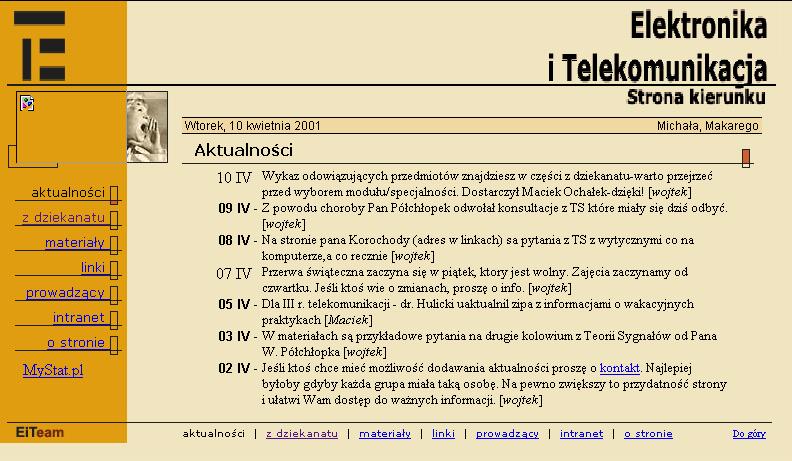 Elektronika
i Telekomunikacja
Strona kierunku
Wtorek, 10 kwietnia 2001 Michała, Makarego
Aktualności
aktualności
z dziekanatu
materiały
linki
prowadzący
intranet
o stronie
MyStat.pl
10 IV Wykaz odowiązujących przedmiotów znajdziesz w części z dziekanatu-warto przejrzeć
przed wyborem modułu/specjalności. Dostarczył Maciek Ochałek-dzięki! [wojtek]
09 IV - Z powodu choroby Pan Półchłopek odwołał konsultacje z TS które miały się dziś odbyć.
[wojtek]
08 IV - Na stronie pana Korochody (adres w linkach) sa pytania z TS z wytycznymi co na
komputerze,a co recznie [wojtek]
07 IV Przerwa świąteczna zaczyna się w piątek, ktory jest wolny. Zajęcia zaczynamy od
czwartku. Jeśli ktoś wie o zmianach, proszę o info. [wojtek]
05 IV - Dla III r. telekomunikacji - dr. Hulicki uaktualnil zipa z informacjami o wakacyjnych
praktykach [Maciek]
03 IV - W materiałach są przykładowe pytania na drugie kolowium z Teorii Sygnałów od Pana
W. Półchłopka [wojtek]
02 IV - Jeśli ktoś chce mieć możliwość dodawania aktualności proszę o kontakt. Najlepiej
byłoby gdyby każda grupa miała taką osobę. Na pewno zwiększy to przydatność strony
i ułatwi Wam dostęp do ważnych informacji. [wojtek]
EiTeam
aktualności | z dziekanatu | materiały | linki | prowadzący | intranet | o stronie Do góry